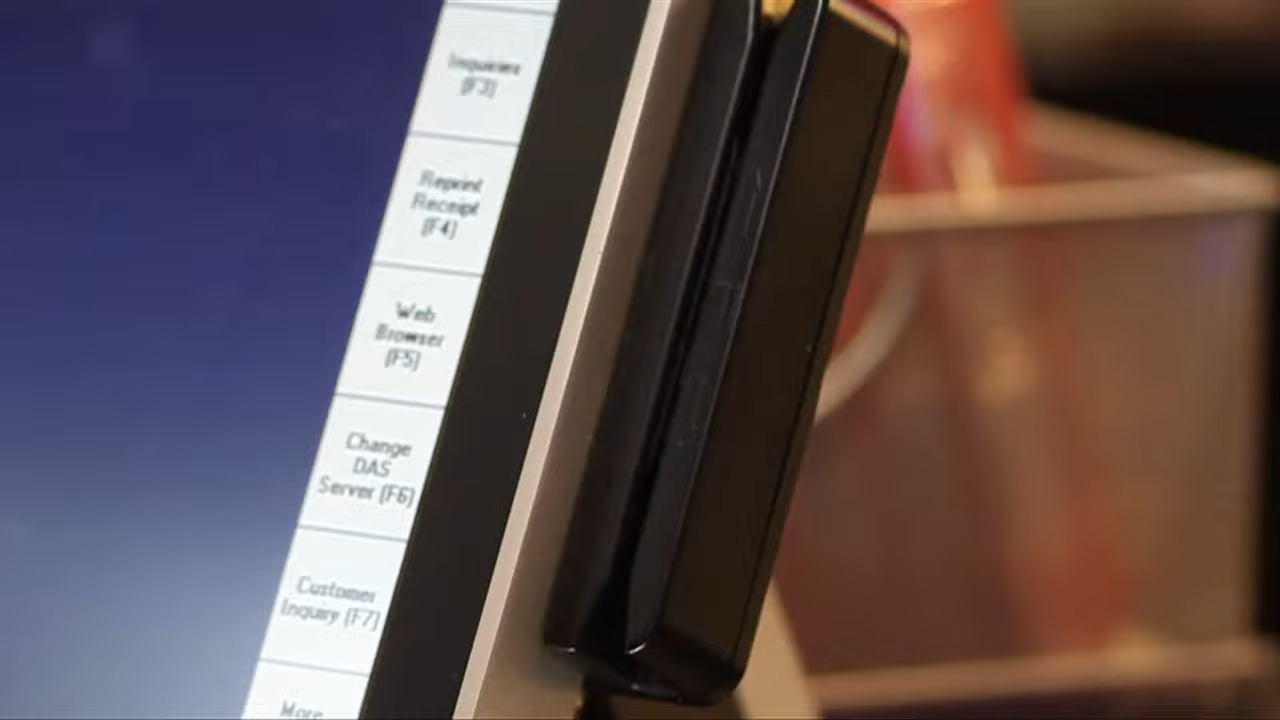 Inquiries
(F3)
Reprint
Receipt
(F4)
Web
Browser
(F5)
Change
DAS
Server (F6)
Customer
Inquiry (F7)
More